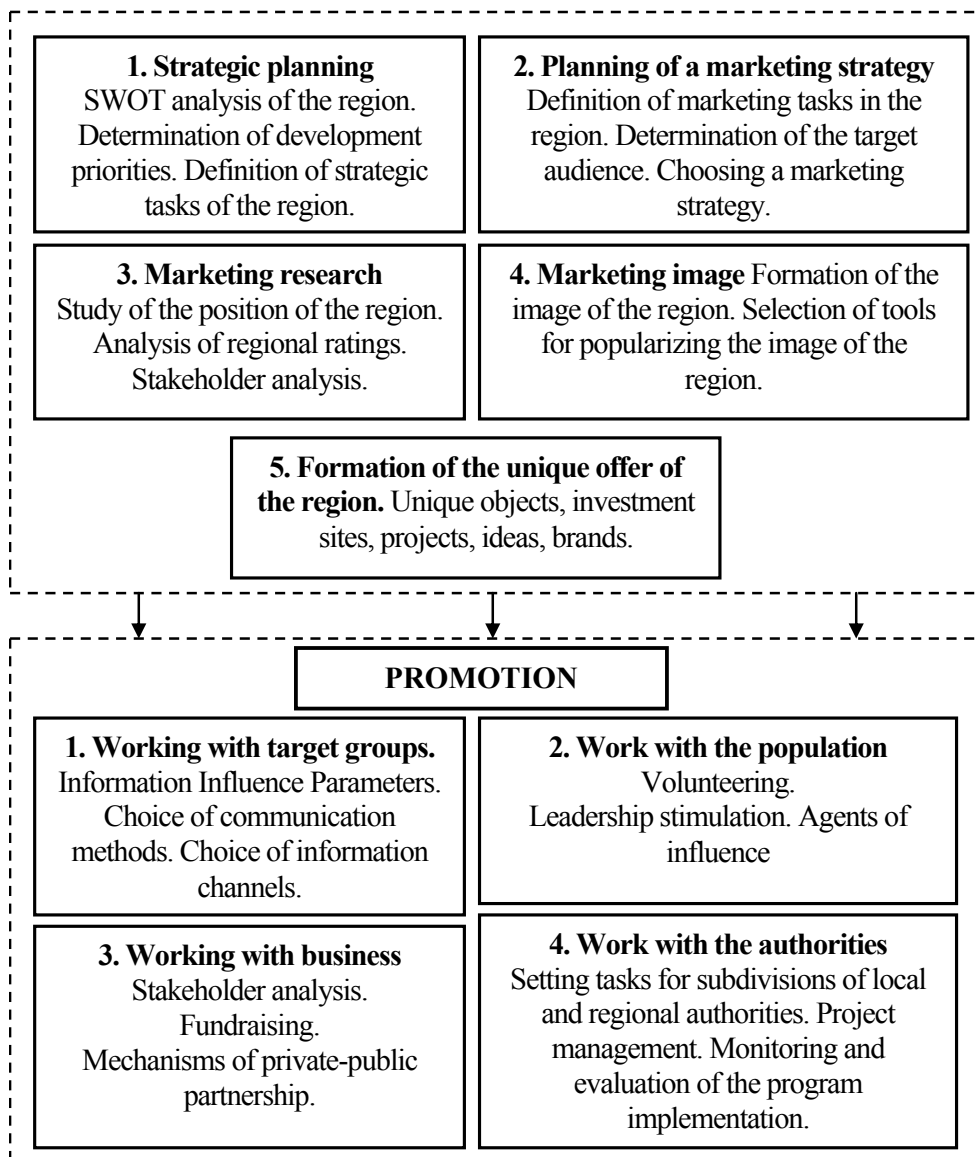 1. Strategic planning
SWOT analysis of the region.
Determination of development
priorities. Definition of strategic
tasks of the region.
2. Planning of a marketing strategy
Definition of marketing tasks in the
region. Determination of the target
audience. Choosing a marketing
strategy.
3. Marketing research
Study of the position of the region.
Analysis of regional ratings.
Stakeholder analysis.
4. Marketing image Formation of the
image of the region. Selection of tools
for popularizing the image of the
region.
5. Formation of the unique offer of
the region. Unique objects, investment
sites, projects, ideas, brands.
PROMOTION
1. Working with target groups.
Information Influence Parameters.
Choice of communication
methods. Choice of information
channels.
2. Work with the population
Volunteering.
Leadership stimulation. Agents of
influence
3. Working with business
Stakeholder analysis.
Fundraising.
Mechanisms of private-public
partnership.
4. Work with the authorities
Setting tasks for subdivisions of local
and regional authorities. Project
management. Monitoring and
evaluation of the program
implementation.